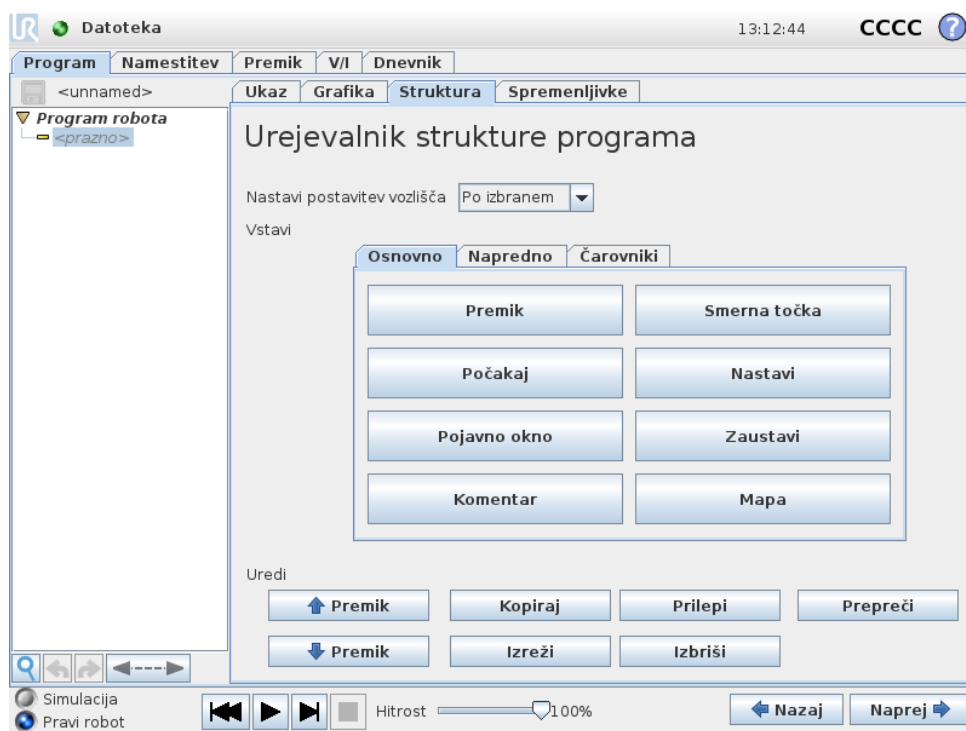 UR Datoteka 13:12:44 CCCC ?
Program Namestitev Premik V/I Dnevnik
<unnamed> Ukaz Grafika Struktura Spremenljivke
Program robota
<prazno>
Urejevalnik strukture programa
Nastavi postavitev vozlišča Po izbranem
Vstavi
Osnovno Napredno Čarovniki
Premik Smerna točka
Počakaj Nastavi
Pojavno okno Zaustavi
Komentar Mapa
Uredi
Premik Kopiraj Prilepi Prepreči
Premik Izreži Izbriši
Simulacija
Pravi robot
Hitrost 100% Nazaj Naprej